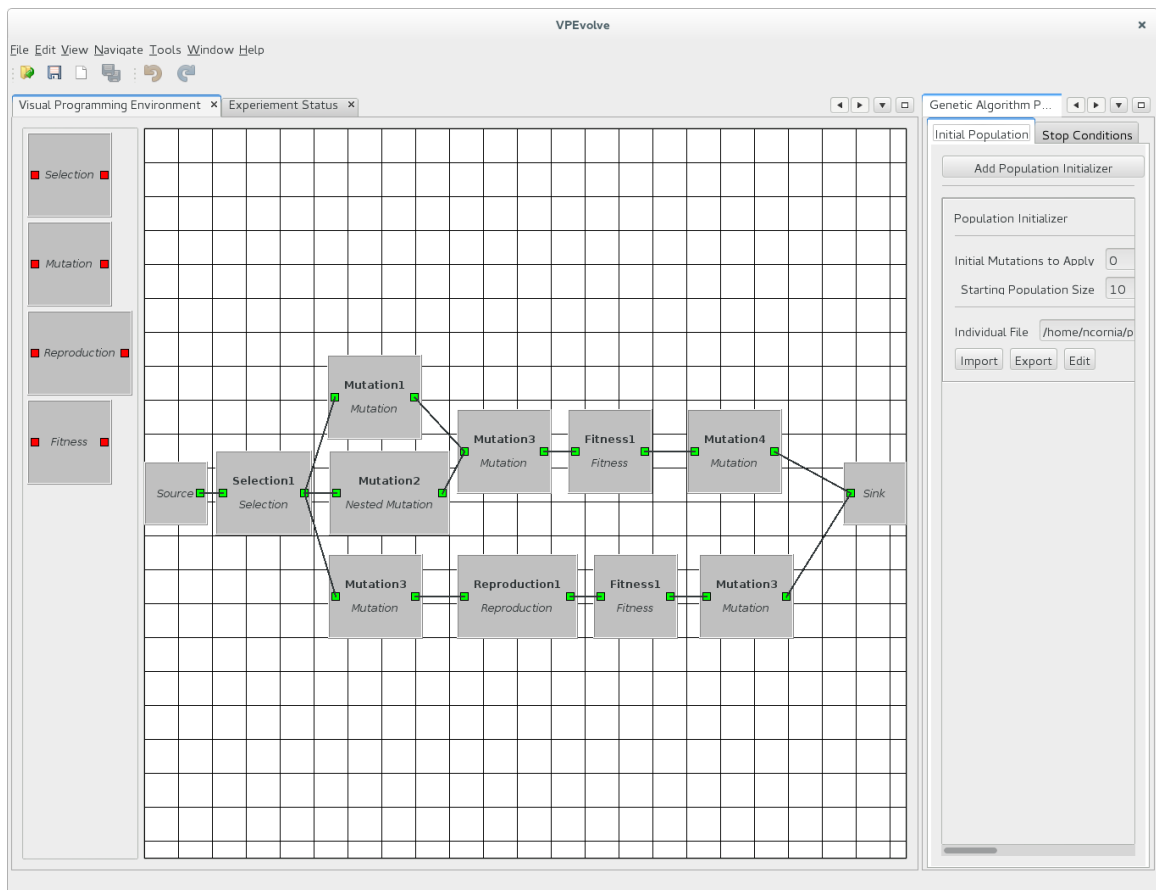 VPEvolve
File Edit View Navigate Tools Window Help
Visual Programming Environment
Experiement Status
Genetic Algorithm P...
Initial Population
Stop Conditions
Selection
Mutation
Reproduction
Fitness
Add Population Initializer
Population Initializer
Initial Mutations to Apply 0
Starting Population Size 10
Individual File /home/ncornia/p
Import Export Edit
Source
Selection1
Selection
Mutation1
Mutation
Mutation2
Nested Mutation
Mutation3
Mutation
Fitness1
Fitness
Mutation4
Mutation
Sink
Mutation3
Mutation
Reproduction1
Reproduction
Fitness1
Fitness
Mutation3
Mutation